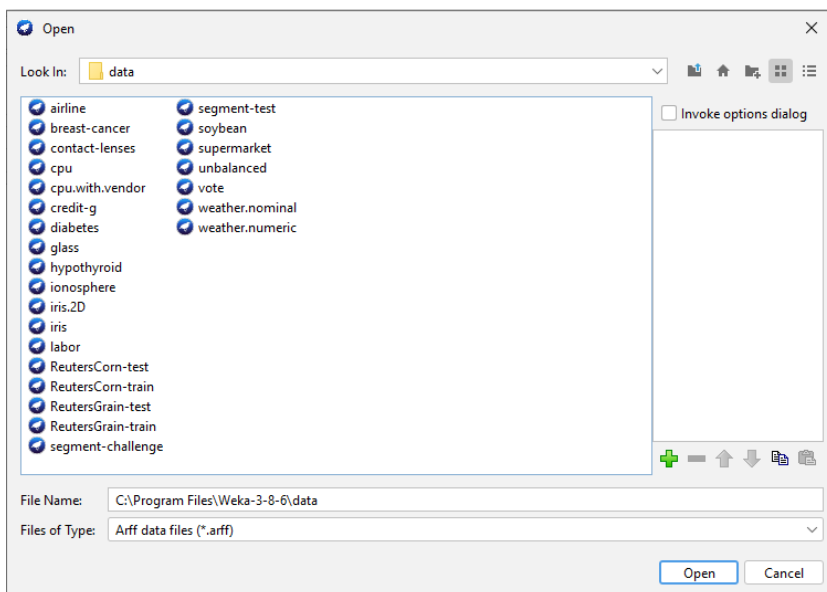 Open
Look In:
data
airline
breast-cancer
contact-lenses
cpu
cpu.with.vendor
credit-g
diabetes
glass
hypothyroid
ionosphere
iris.2D
iris
labor
ReutersCorn-test
ReutersCorn-train
ReutersGrain-test
ReutersGrain-train
segment-challenge
segment-test
soybean
supermarket
unbalanced
vote
weather.nominal
weather.numeric
Invoke options dialog
File Name:
C:\Program Files\Weka-3-8-6\data
Files of Type:
Arff data files (*.arff)
Open
Cancel